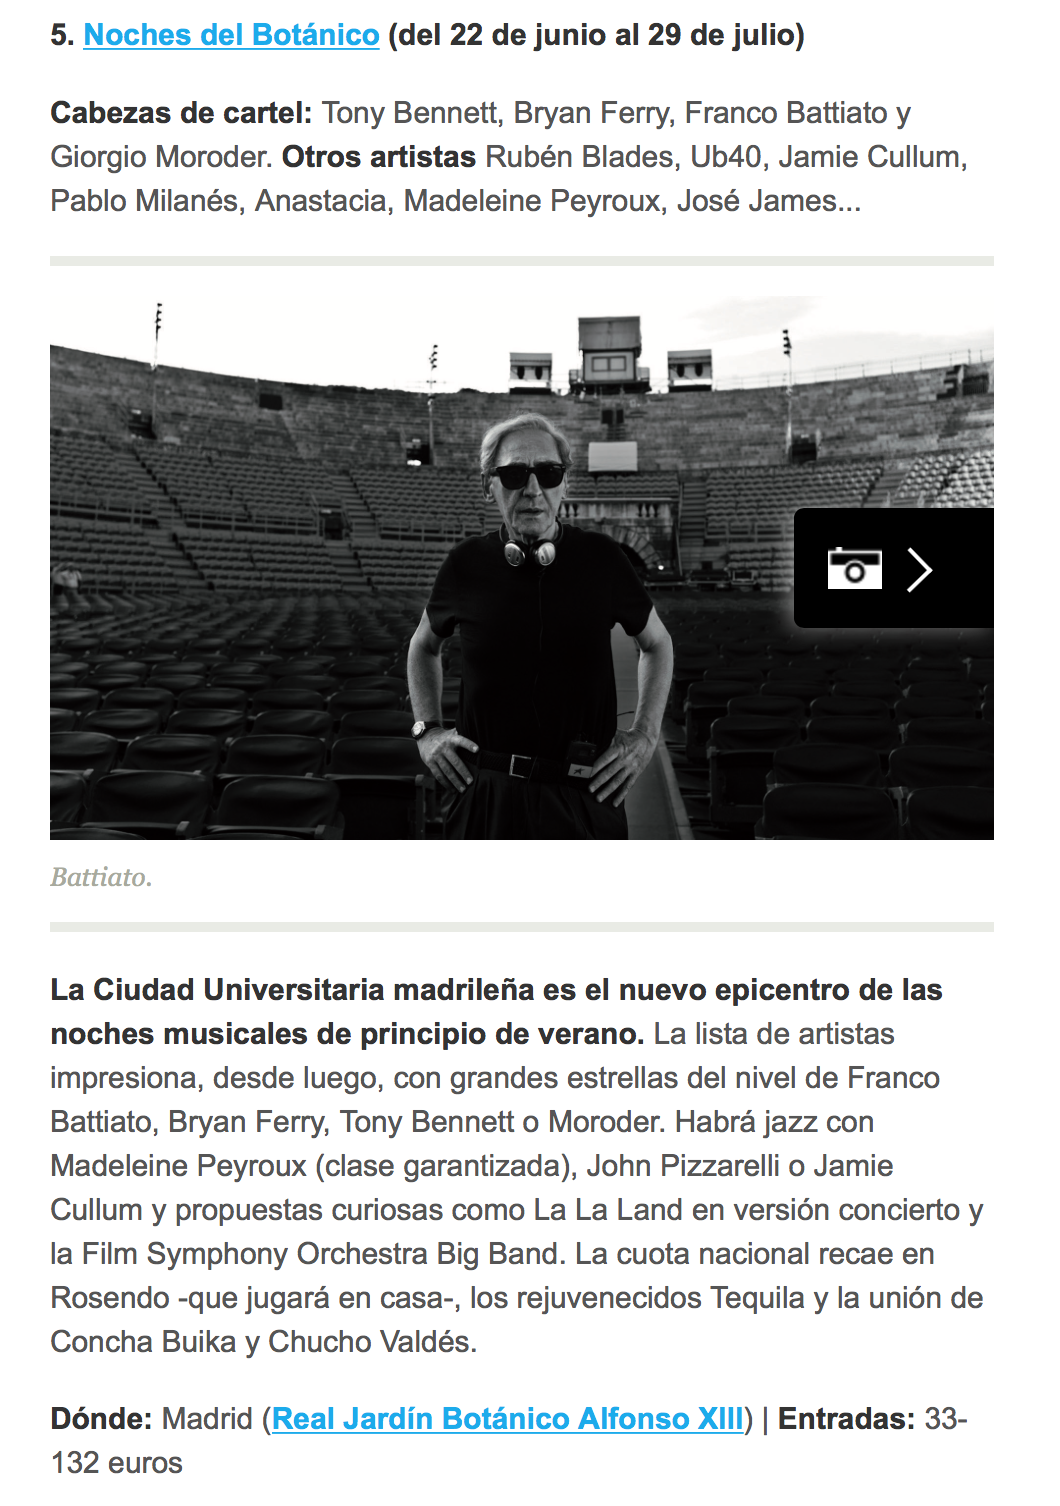 5. Noches del Botánico (del 22 de junio al 29 de julio)
Cabezas de cartel: Tony Bennett, Bryan Ferry, Franco Battiato y
Giorgio Moroder. Otros artistas Rubén Blades, Ub40, Jamie Cullum,
Pablo Milanés, Anastacia, Madeleine Peyroux, José James...
Battiato.
La Ciudad Universitaria madrileña es el nuevo epicentro de las
noches musicales de principio de verano. La lista de artistas
impresiona, desde luego, con grandes estrellas del nivel de Franco
Battiato, Bryan Ferry, Tony Bennett o Moroder. Habrá jazz con
Madeleine Peyroux (clase garantizada), John Pizzarelli o Jamie
Cullum y propuestas curiosas como La La Land en versión concierto y
la Film Symphony Orchestra Big Band. La cuota nacional recae en
Rosendo -que jugará en casa-, los rejuvenecidos Tequila y la unión de
Concha Buika y Chucho Valdés.
Dónde: Madrid (Real Jardín Botánico Alfonso XIII) | Entradas: 33-
132 euros